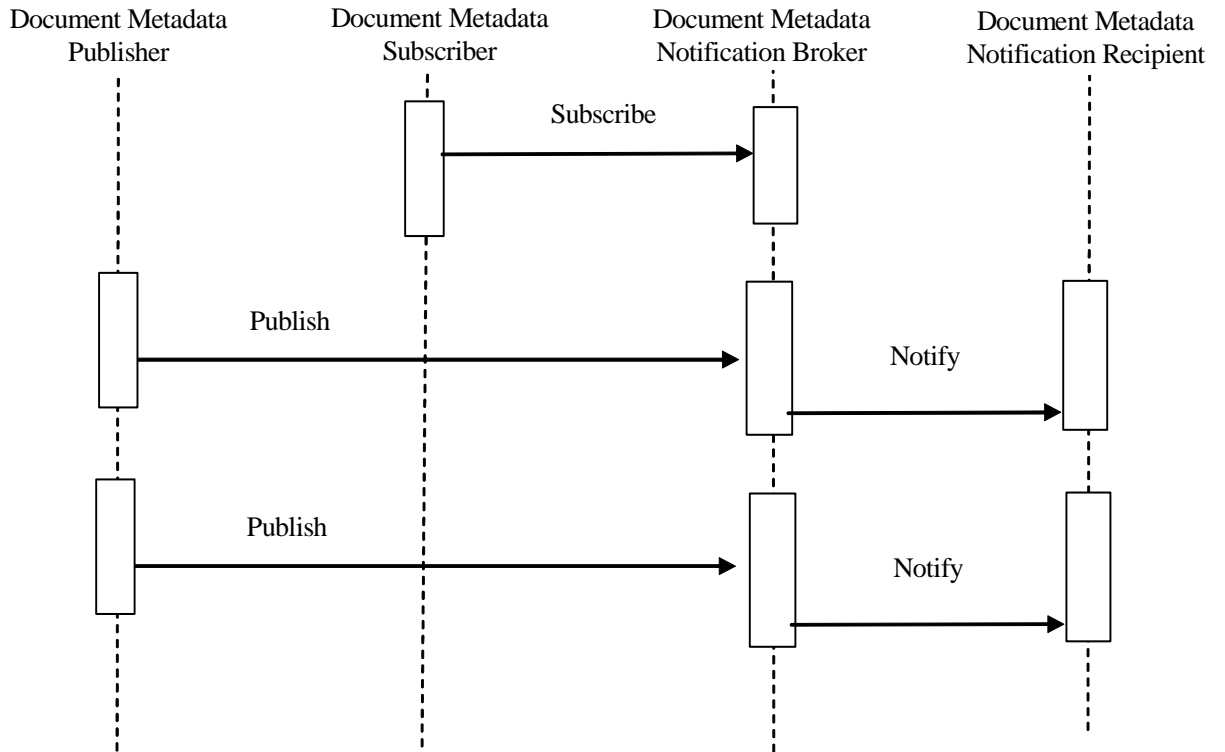 Document Metadata
Publisher
Document Metadata
Subscriber
Document Metadata
Notification Broker
Document Metadata
Notification Recipient
Subscribe
Publish
Notify
Publish
Notify